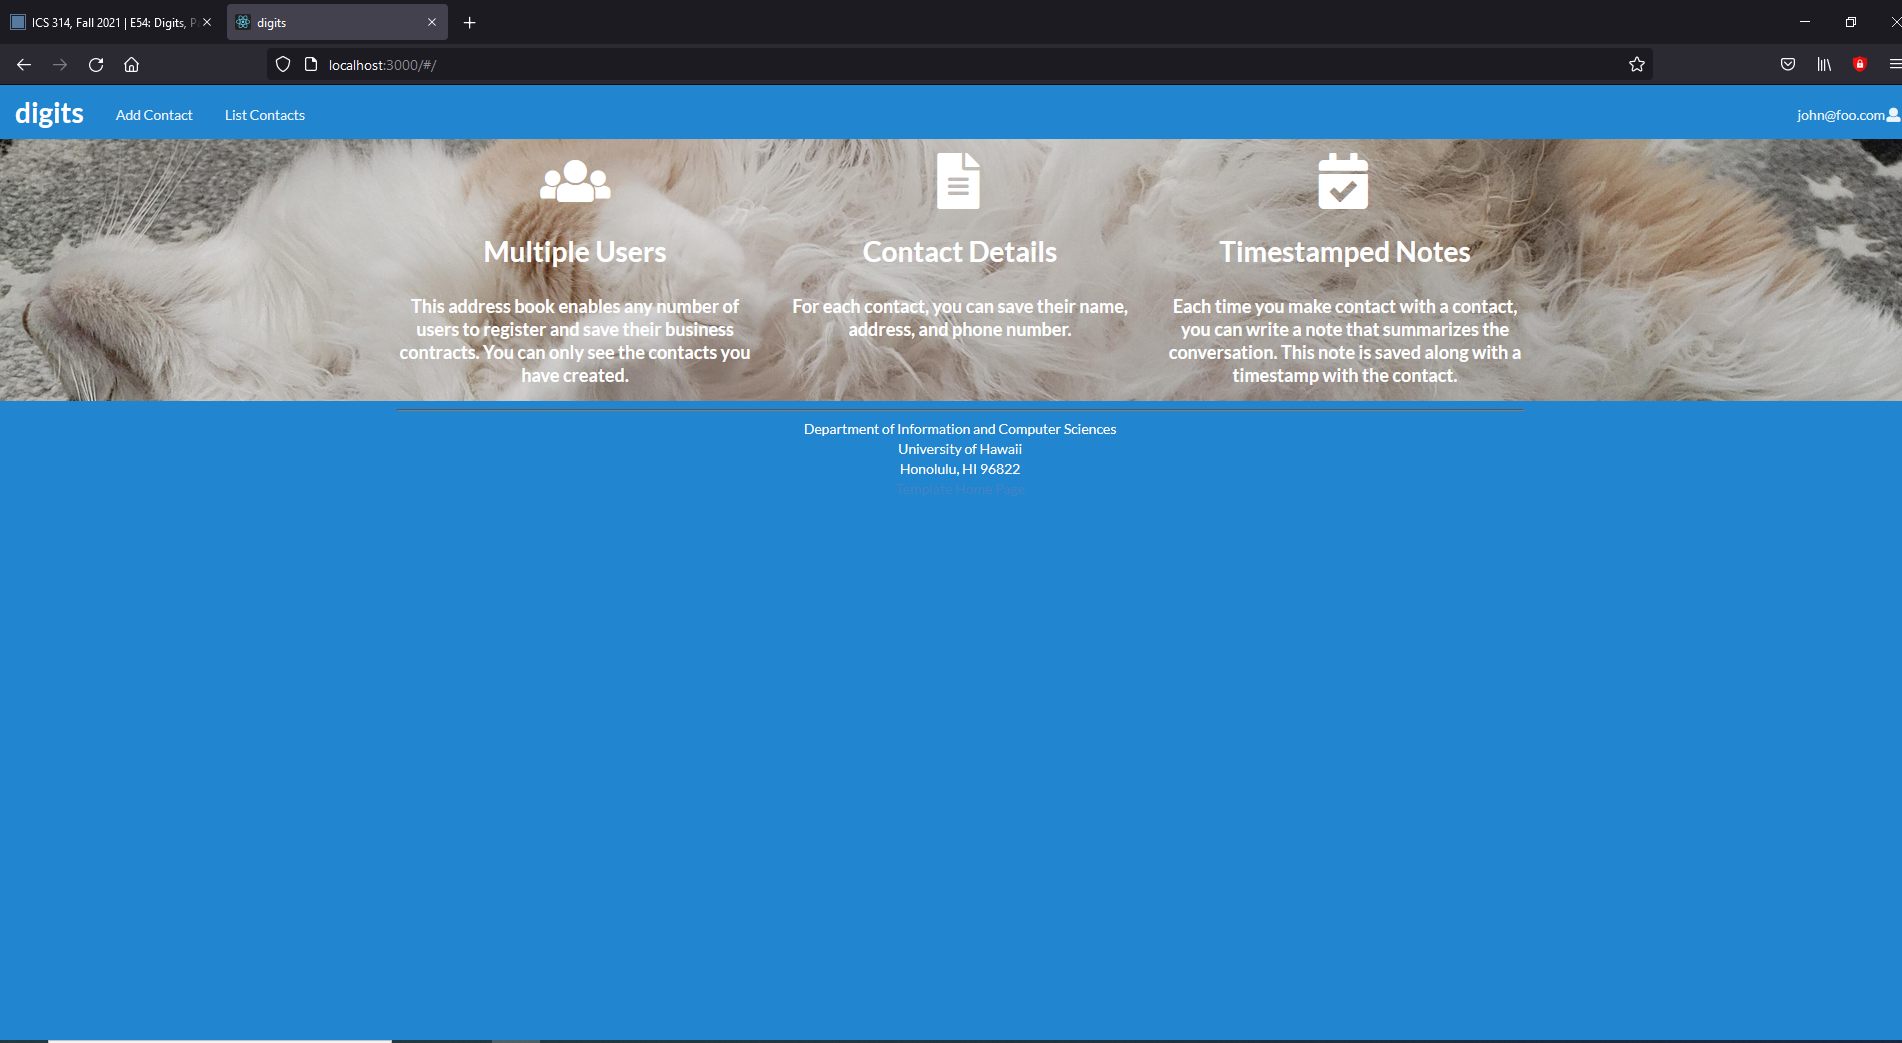 ICS 314, Fall 2021 | E54: Digits, P
digits
localhost:3000/#/
digits
Add Contact
List Contacts
john@foo.com
Multiple Users
This address book enables any number of
users to register and save their business
contracts. You can only see the contacts you
have created.
Contact Details
For each contact, you can save their name,
address, and phone number.
Timestamped Notes
Each time you make contact with a contact,
you can write a note that summarizes the
conversation. This note is saved along with a
timestamp with the contact.
Department of Information and Computer Sciences
University of Hawaii
Honolulu, HI 96822
Template Home Page